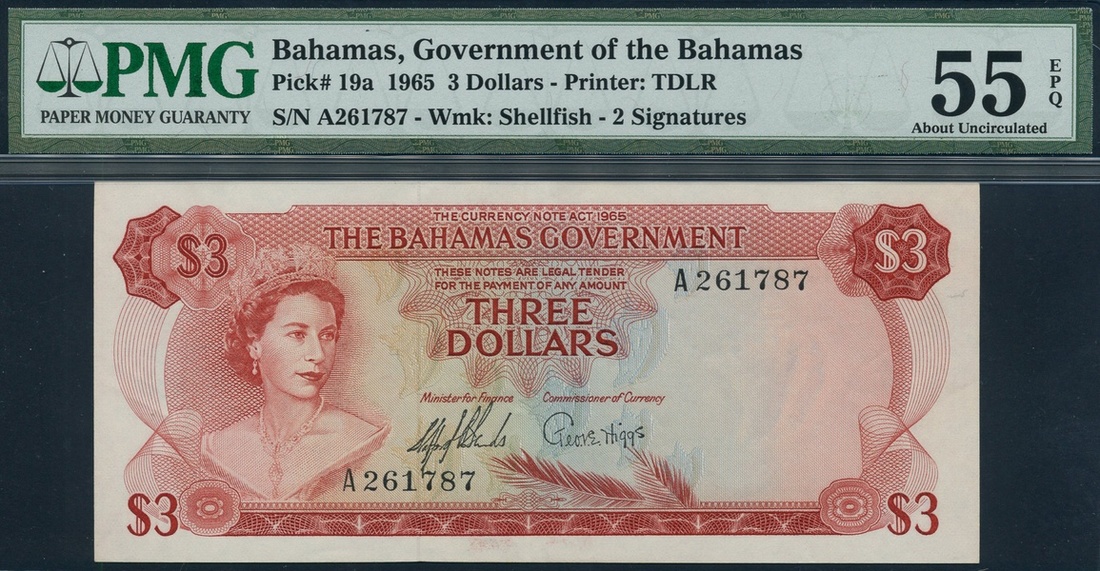 PMG
PAPER MONEY GUARANTY
Bahamas, Government of the Bahamas
Pick# 19a 1965 3 Dollars - Printer: TDLR
S/N A261787 - Wmk: Shellfish - 2 Signatures
55
EPQ
About Uncirculated
THE CURRENCY NOTE ACT 1965
$3
THE BAHAMAS GOVERNMENT
$3
THESE NOTES ARE LEGAL TENDER
FOR THE PAYMENT OF ANY AMOUNT
A261787
THREE
DOLLARS
Minister for Finance Commissioner of Currency
Geo. E. Higgs
A261787
$3
$3